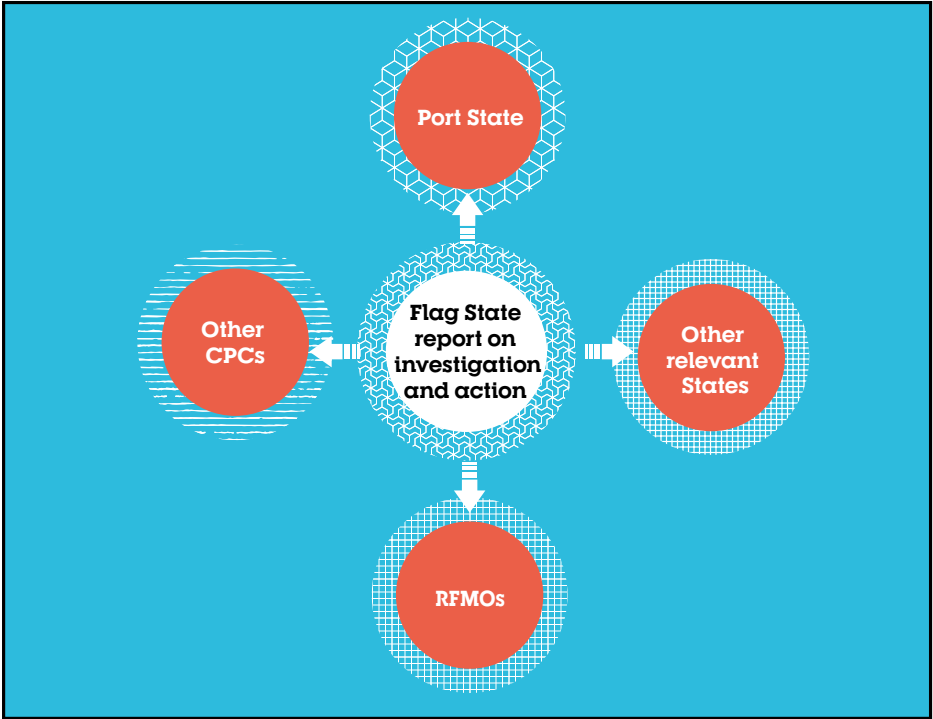 Port State
Other
CPCs
Flag State
report on
investigation
and action
Other
relevant
States
RFMOs